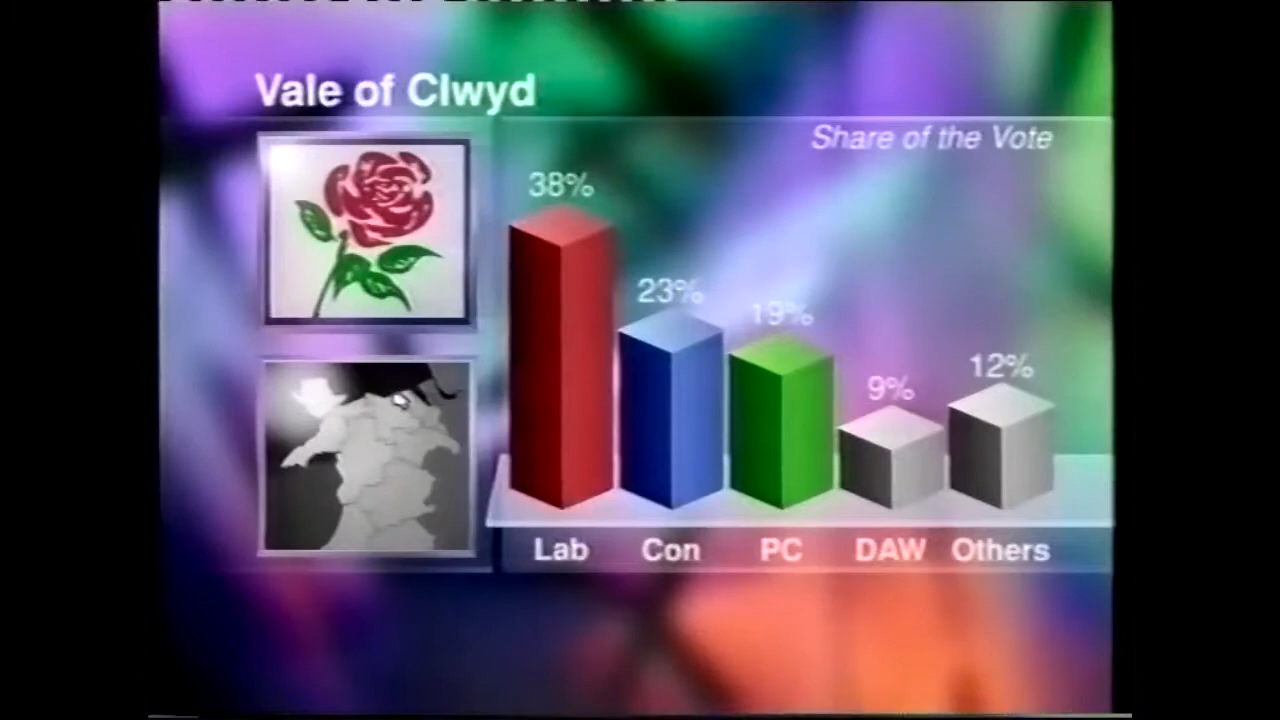 Vale of Clwyd
Share of the Vote
38%
23%
19%
9%
12%
Lab Con PC DAW Others